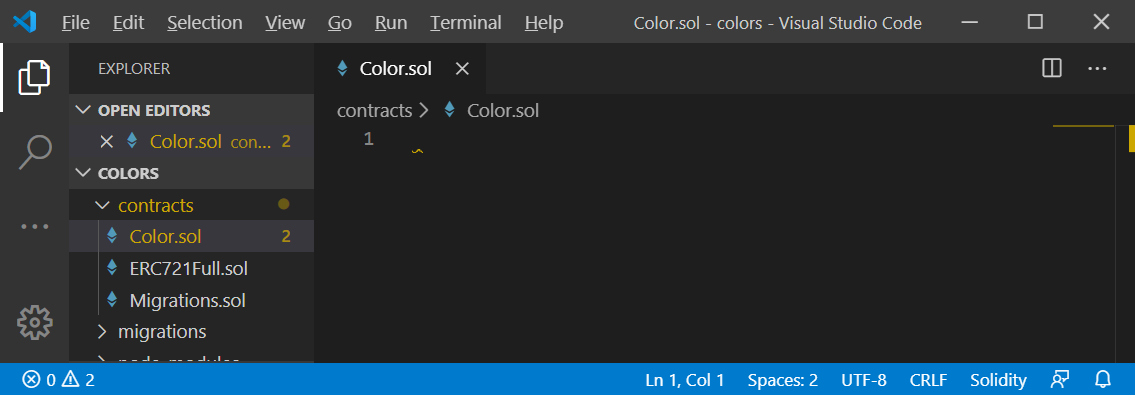 File Edit Selection View Go Run Terminal Help Color.sol - colors - Visual Studio Code
EXPLORER
OPEN EDITORS
Color.sol con... 2
COLORS
contracts
Color.sol 2
ERC721Full.sol
Migrations.sol
migrations
node_modules
Color.sol
contracts Color.sol
1
0 2 Ln 1, Col 1 Spaces: 2 UTF-8 CRLF Solidity